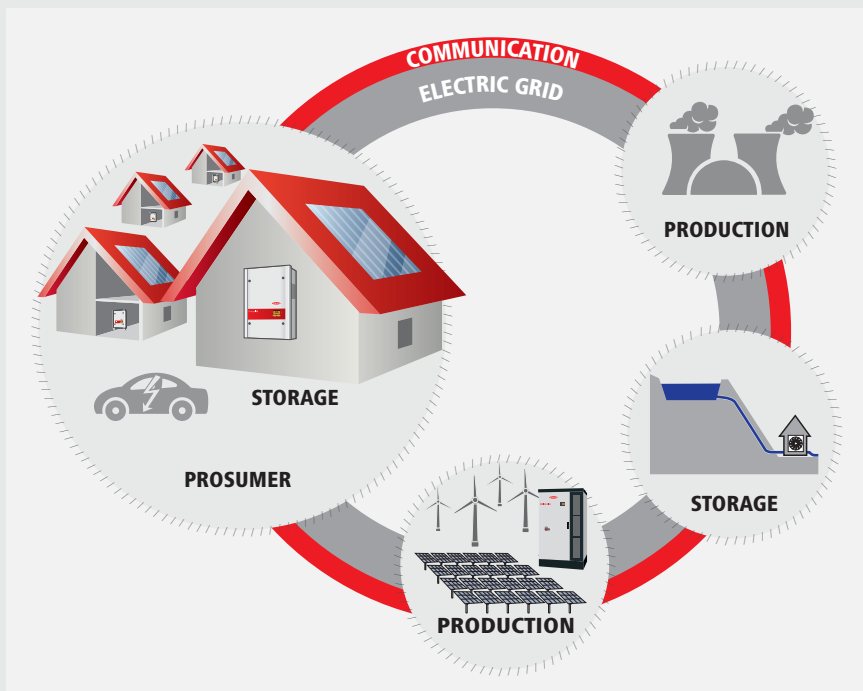 COMMUNICATION
ELECTRIC GRID
PRODUCTION
STORAGE
PROSUMER
STORAGE
PRODUCTION